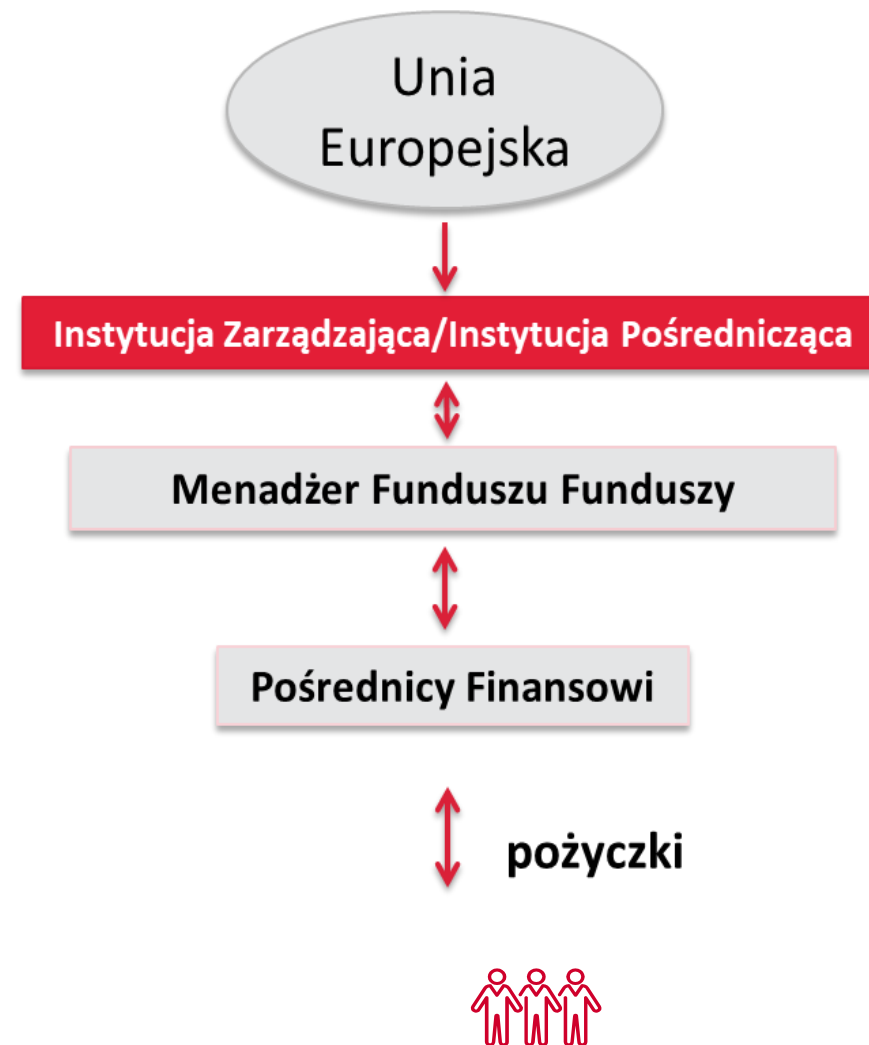 Unia
Europejska
Instytucja Zarządzająca/Instytucja Pośrednicząca
Menadżer Funduszu Funduszy
Pośrednicy Finansowi
pożyczki